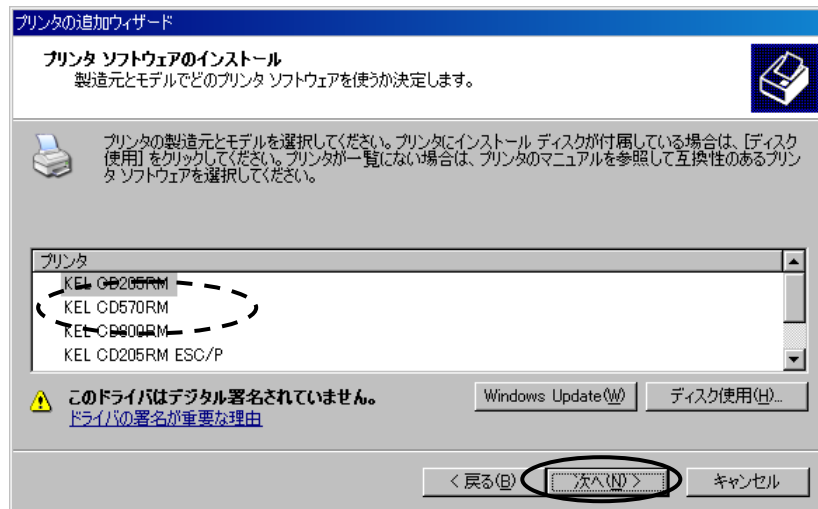 プリンタの追加ウィザード
プリンタ ソフトウェアのインストール
製造元とモデルでどのプリンタ ソフトウェアを使うか決定します。
プリンタの製造元とモデルを選択してください。プリンタにインストール ディスクが付属している場合は、[ディスク
使用] をクリックしてください。プリンタが一覧にない場合は、プリンタのマニュアルを参照して互換性のあるプリン
タ ソフトウェアを選択してください。
プリンタ
KEL CD205RM
KEL CD570RM
KEL CD800RM
KEL CD205RM ESC/P
このドライバはデジタル署名されていません。
ドライバの署名が重要な理由
Windows Update(W)
ディスク使用(H)...
< 戻る(B)
次へ(N) >
キャンセル